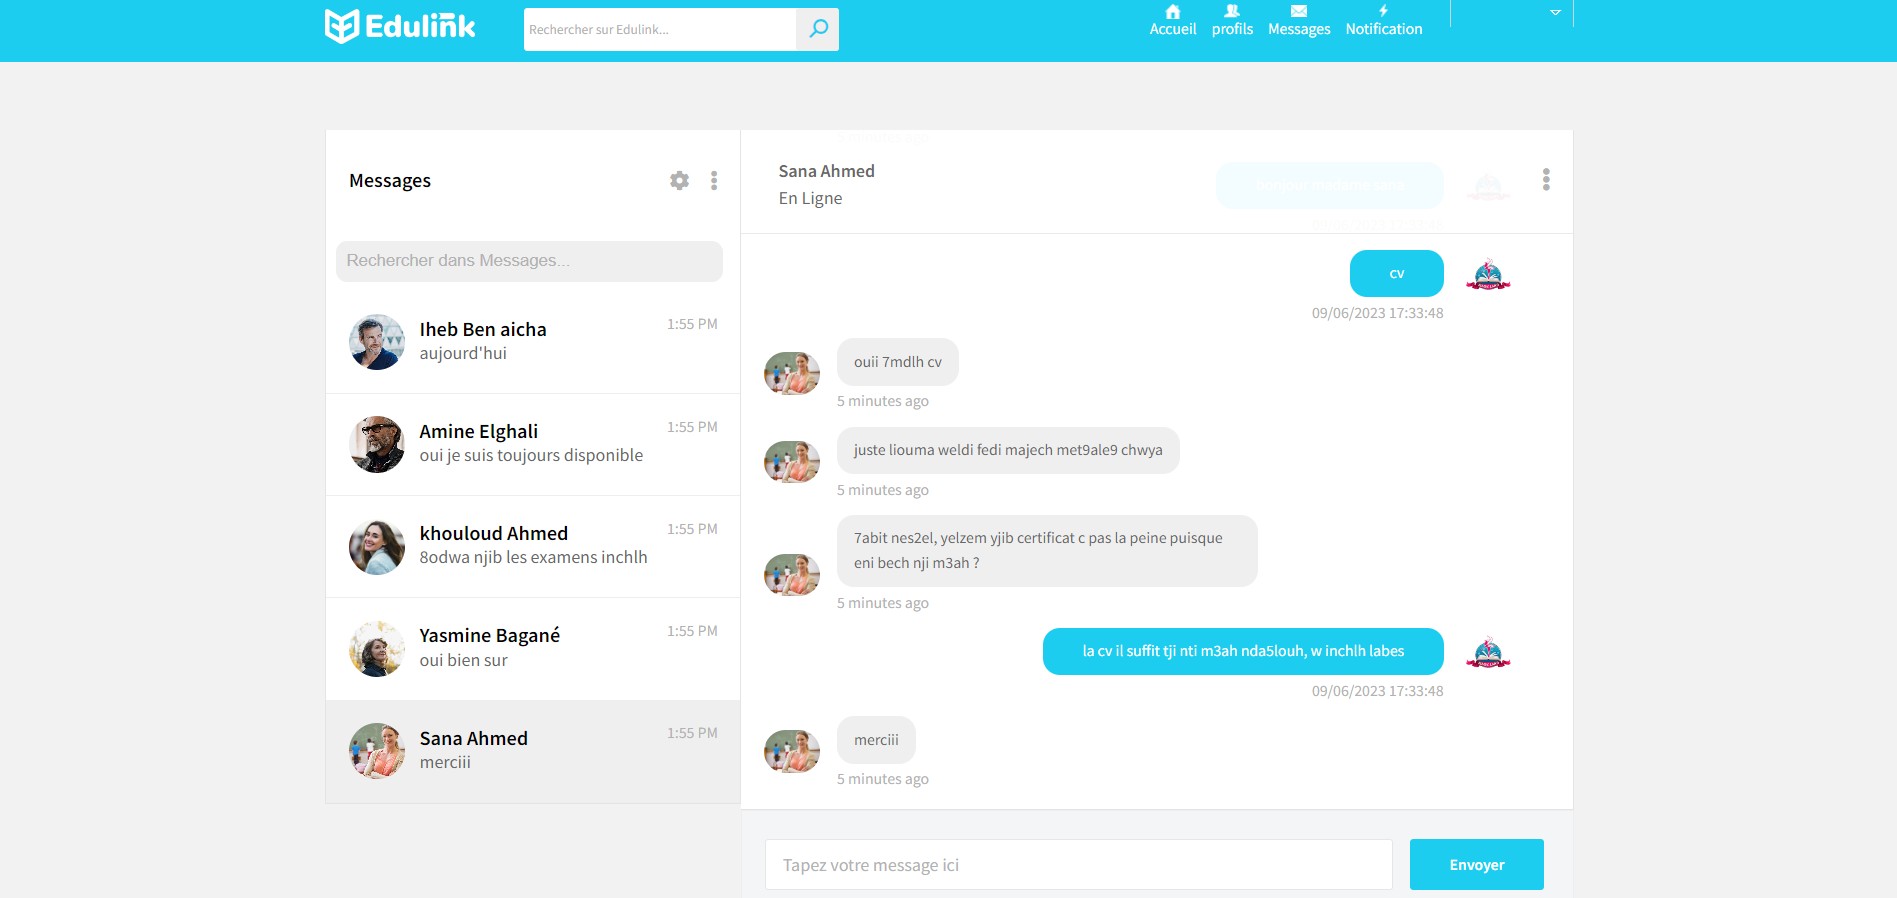 Edulink
Rechercher sur Edulink...
Accueil
profils
Messages
Notification
Messages
Rechercher dans Messages...
Iheb Ben aicha
1:55 PM
aujourd'hui
Amine Elghali
1:55 PM
oui je suis toujours disponible
khouloud Ahmed
1:55 PM
8odwa njib les examens inchlh
Yasmine Bagané
1:55 PM
oui bien sur
Sana Ahmed
1:55 PM
merciii
Sana Ahmed
En Ligne
cv
09/06/2023 17:33:48
ouii 7mdlh cv
5 minutes ago
juste liouma weldi fedi majech met9ale9 chwya
5 minutes ago
7abit nes2el, yelzem yjib certificat c pas la peine puisque
eni bech nji m3ah ?
5 minutes ago
la cv il suffit tji nti m3ah nda5louh, w inchlh labes
09/06/2023 17:33:48
merciii
5 minutes ago
Tapez votre message ici
Envoyer